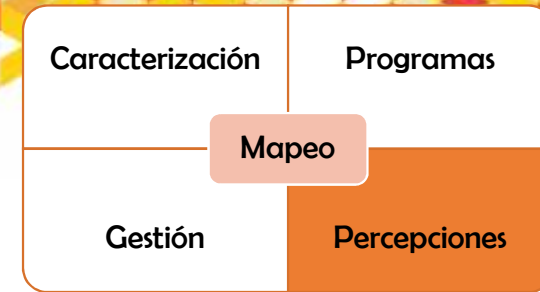 Caracterización
Programas
Mapeo
Gestión
Percepciones